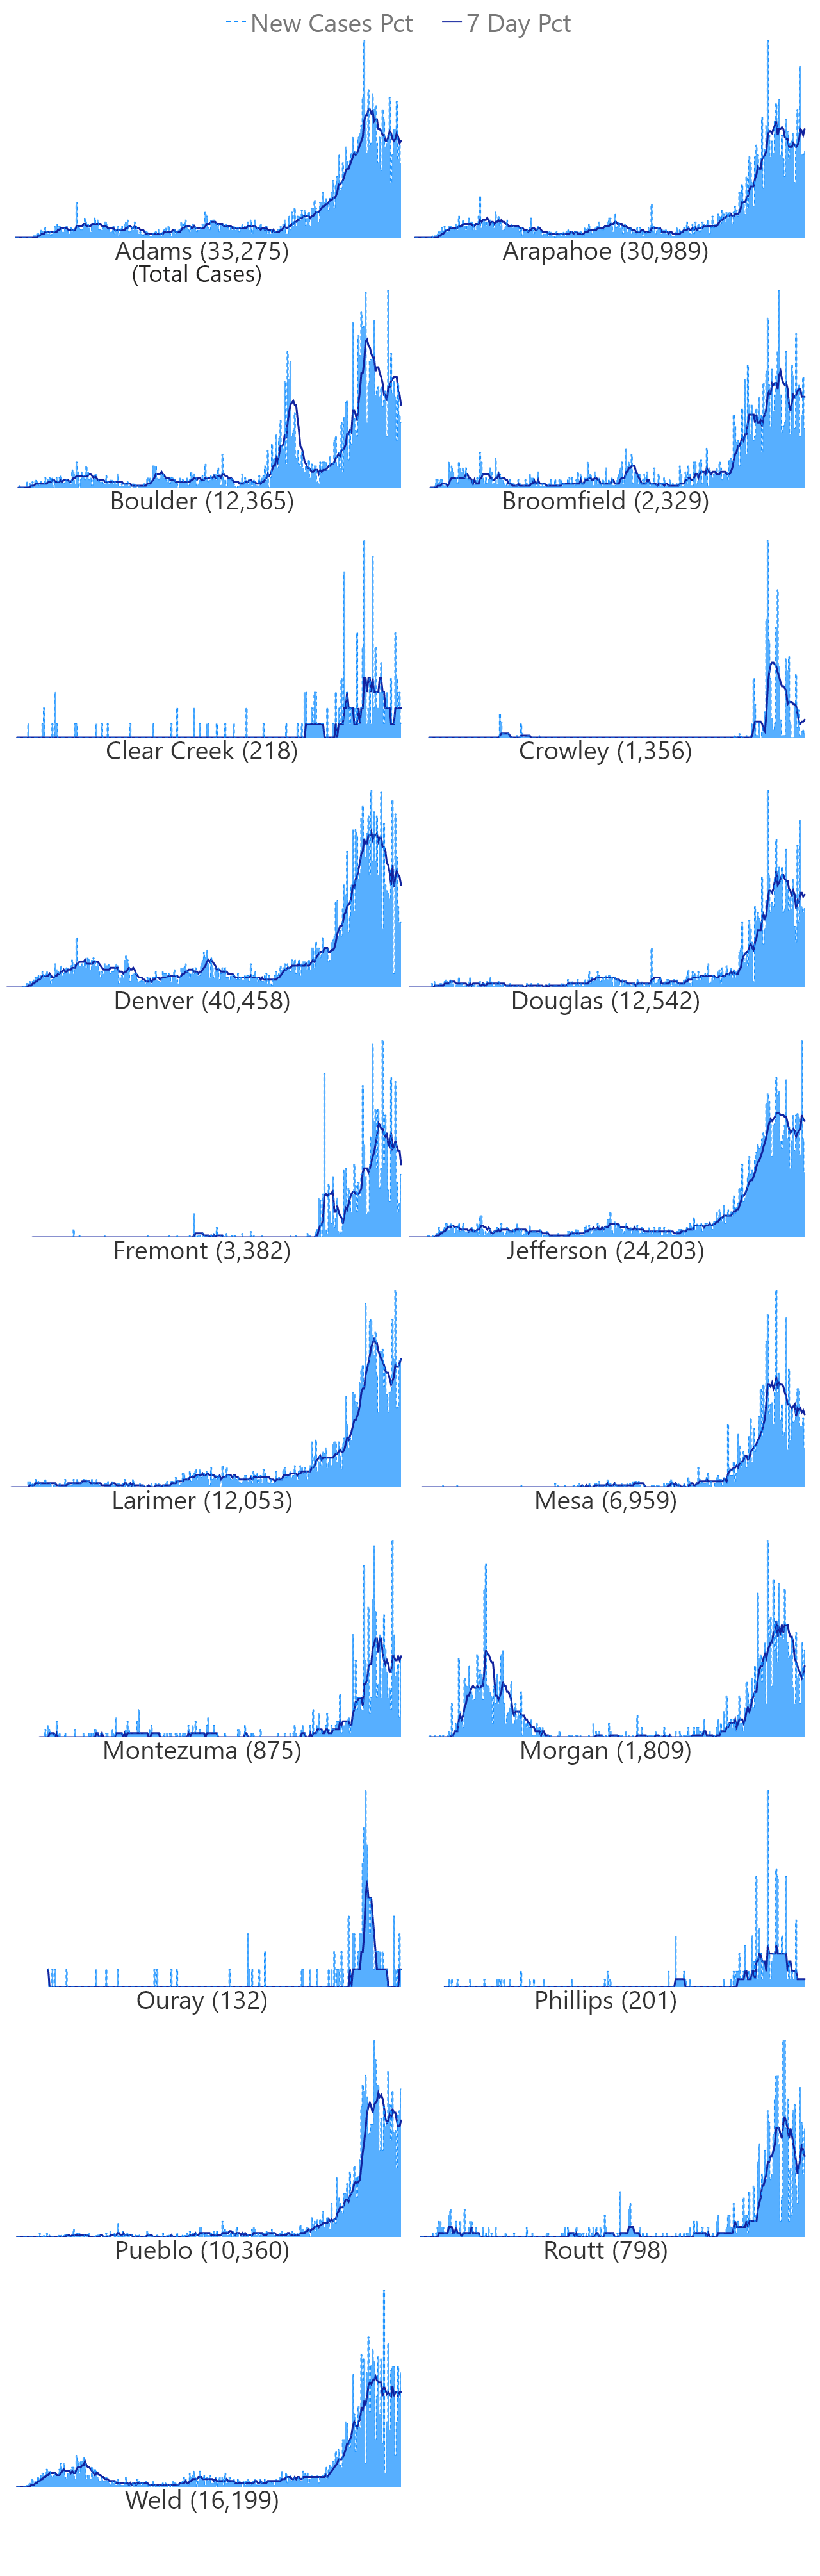 New Cases Pct 7 Day Pct
Adams (33,275)
(Total Cases)
Arapahoe (30,989)
Boulder (12,365)
Broomfield (2,329)
Clear Creek (218)
Crowley (1,356)
Denver (40,458)
Douglas (12,542)
Fremont (3,382)
Jefferson (24,203)
Larimer (12,053)
Mesa (6,959)
Montezuma (875)
Morgan (1,809)
Ouray (132)
Phillips (201)
Pueblo (10,360)
Routt (798)
Weld (16,199)